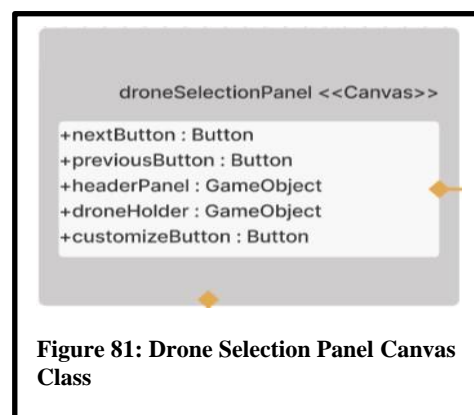 droneSelectionPanel <<Canvas>>
+nextButton : Button
+previousButton : Button
+headerPanel : GameObject
+droneHolder : GameObject
+customizeButton : Button
Figure 81: Drone Selection Panel Canvas
Class